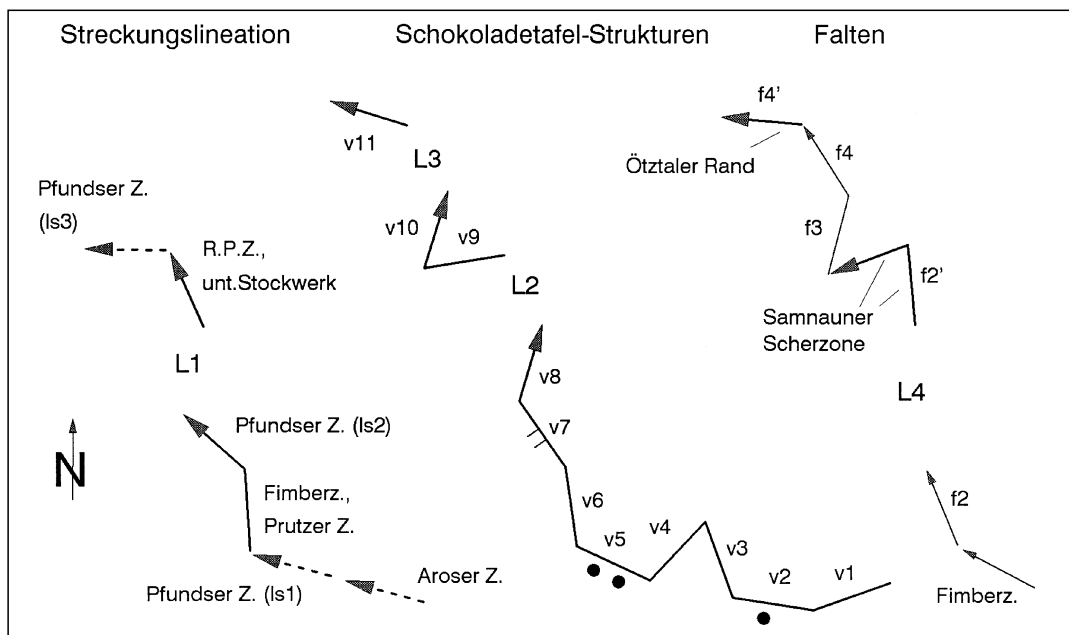 Streckungslineation
Schokoladetafel-Strukturen
Falten
Pfundser Z.
(ls3)
R.P.Z.,
unt.Stockwerk
L1
Pfundser Z. (ls2)
N
Fimberz.,
Prutzer Z.
Pfundser Z. (ls1)
Aroser Z.
v11
L3
v10
v9
L2
v8
v7
v6
v5
v4
v3
v2
v1
f4'
Ötztaler Rand
f4
f3
f2'
Samnauner
Scherzone
L4
f2
Fimberz.